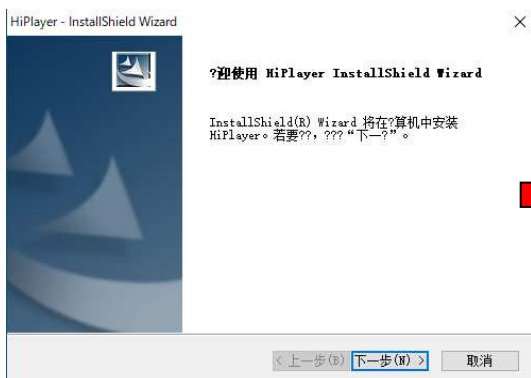 HiPlayer - InstallShield Wizard
?迎使用 HiPlayer InstallShield Wizard
InstallShield(R) Wizard 将在?算机中安装
HiPlayer。若要??，???“下一?”。
< 上一步(B) 下一步(N) > 取消